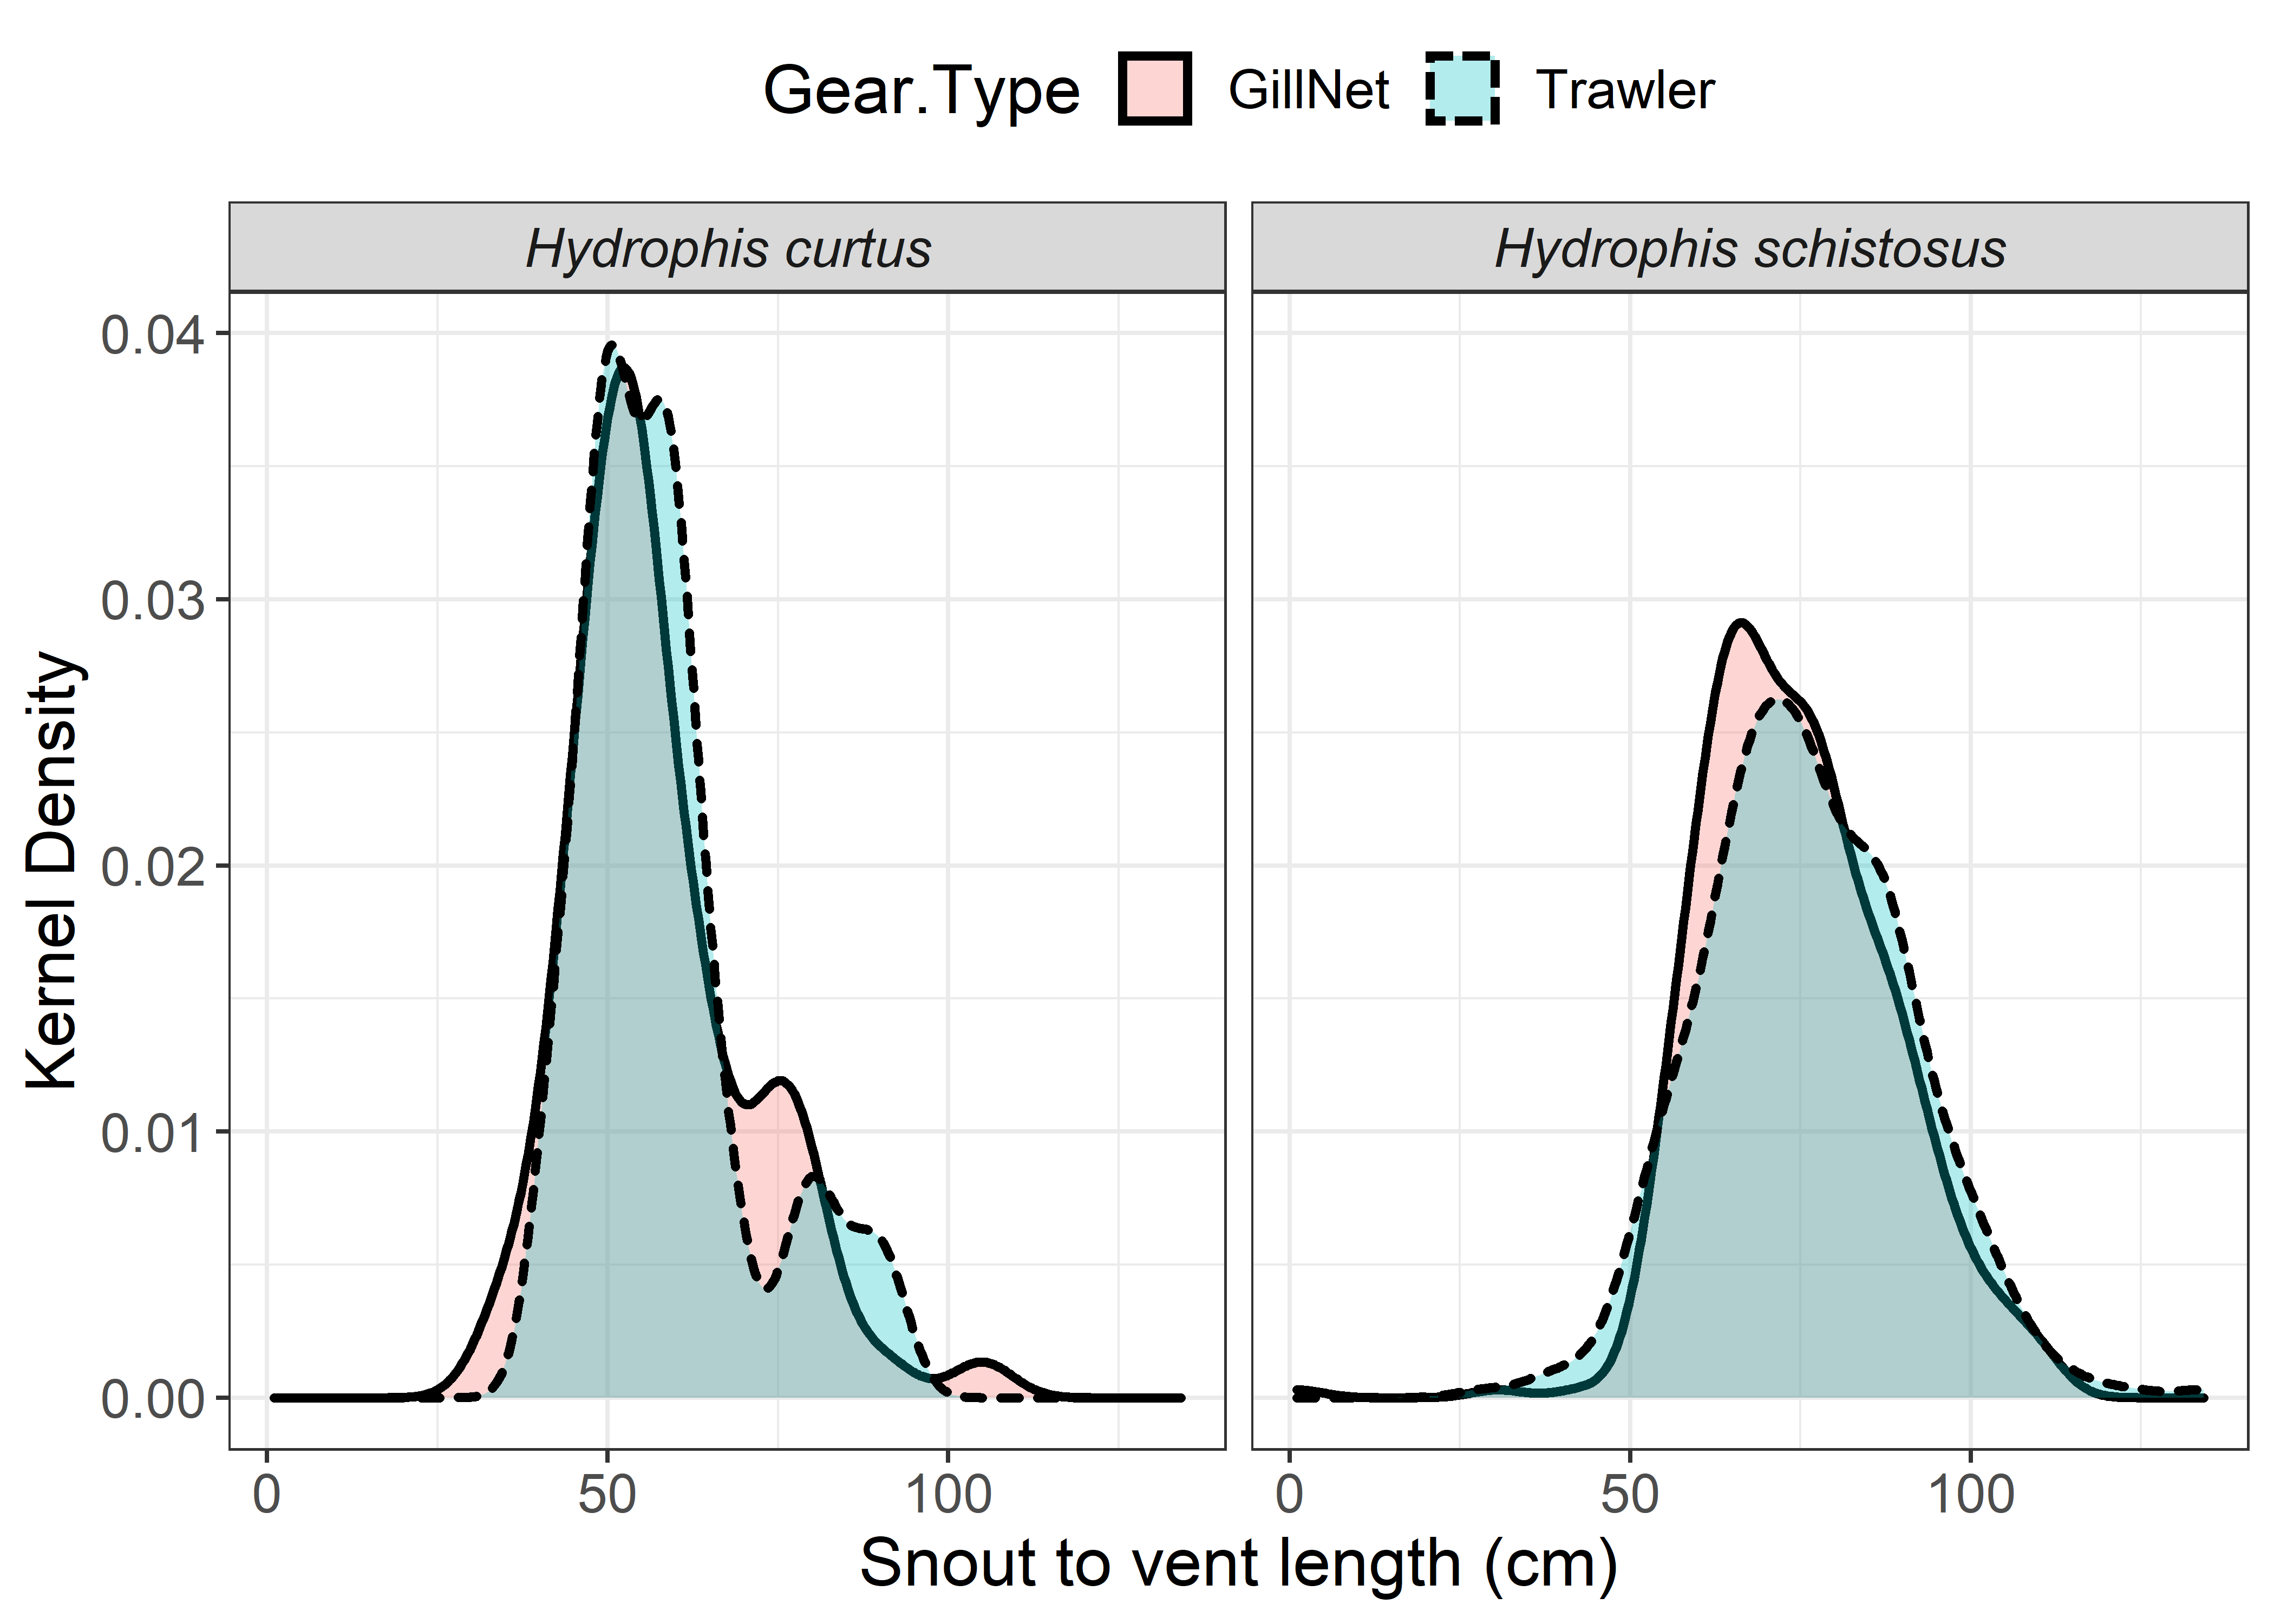 Gear.Type GillNet Trawler
Hydrophis curtus Hydrophis schistosus
0.04
0.03
0.02
0.01
0.00
Kernel Density
0 50 100 0 50 100
Snout to vent length (cm)